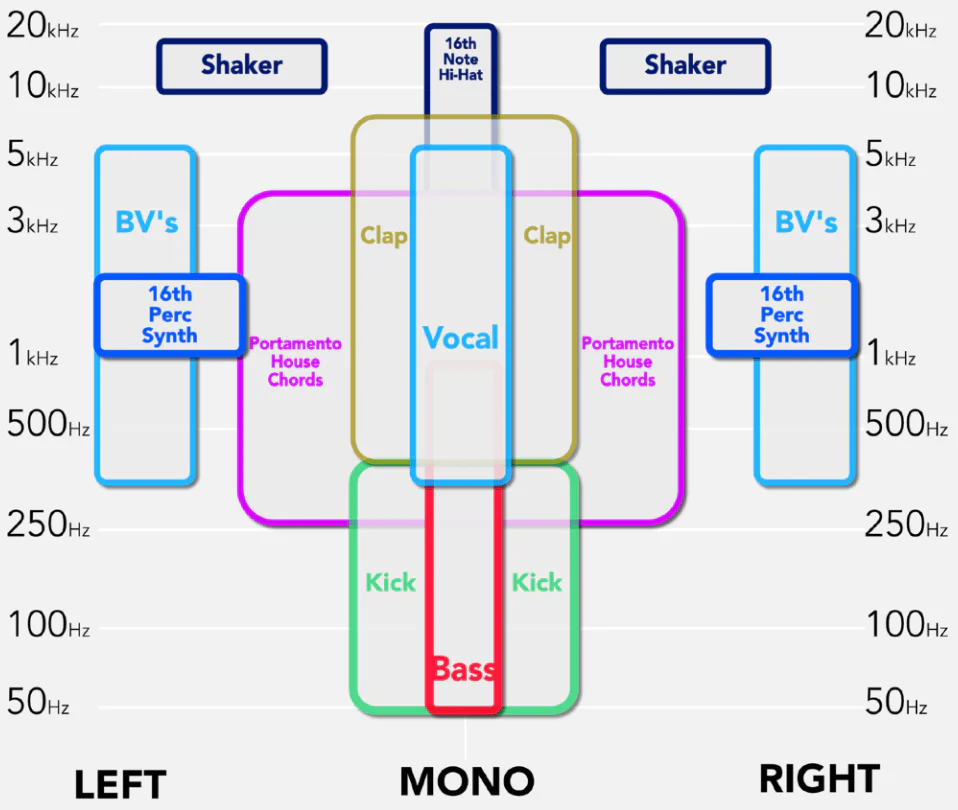 20kHz
20kHz
Shaker
16th
Note
Hi-Hat
Shaker
10kHz
10kHz
5kHz
5kHz
BV's
3kHz
3kHz
BV's
Clap
Clap
16th
Perc
Synth
16th
Perc
Synth
Vocal
Portamento
House
Chords
Portamento
House
Chords
1kHz
1kHz
500Hz
500Hz
250Hz
250Hz
Kick
Kick
100Hz
100Hz
Bass
50Hz
50Hz
LEFT
MONO
RIGHT